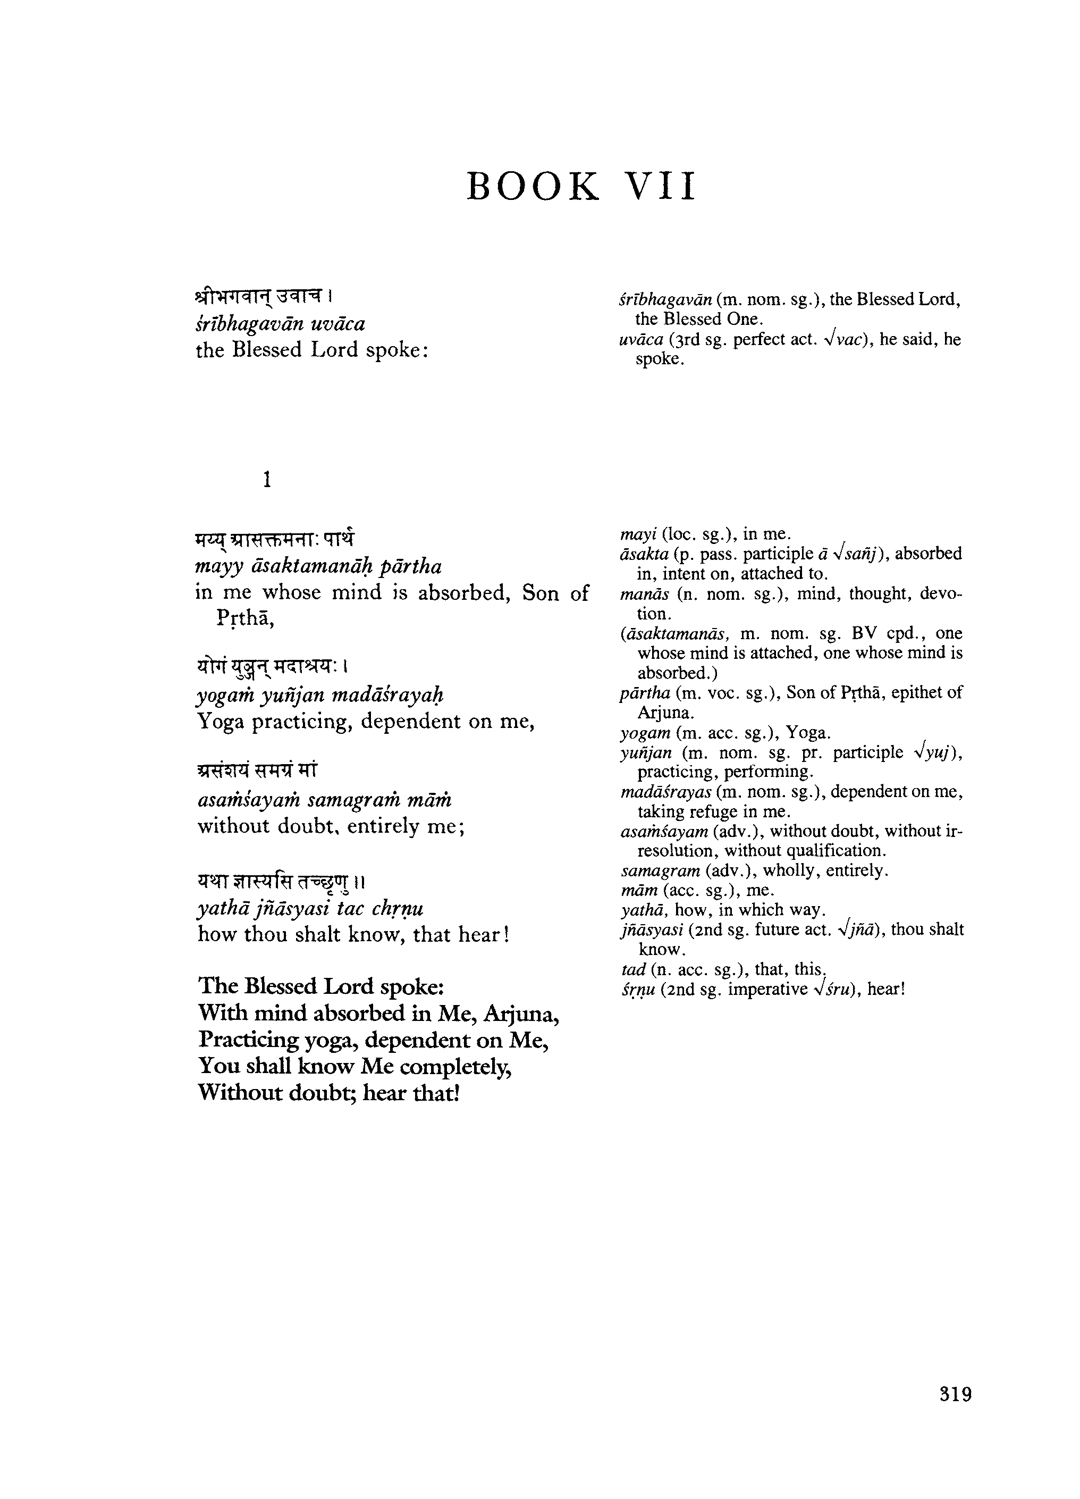 BOOK VII
श्रीभगवान् उवाच ।
śrībhagavān uvāca
the Blessed Lord spoke:
śrībhagavān (m. nom. sg.), the Blessed Lord,
the Blessed One.
uvāca (3rd sg. perfect act. √vac), he said, he
spoke.
1
मय्य् आसक्तमनाः पार्थ
mayy āsaktamanāḥ pārtha
in me whose mind is absorbed, Son of
Pṛthā,
योगं युञ्जन् मदाश्रयः ।
yogaṁ yuñjan madāśrayaḥ
Yoga practicing, dependent on me,
असंशयं समग्रं मां
asaṁśayaṁ samagraṁ māṁ
without doubt, entirely me;
यथा ज्ञास्यसि तच्छृणु ॥
yathā jñāsyasi tac chṛṇu
how thou shalt know, that hear!
The Blessed Lord spoke:
With mind absorbed in Me, Arjuna,
Practicing yoga, dependent on Me,
You shall know Me completely,
Without doubt; hear that!
mayi (loc. sg.), in me.
āsakta (p. pass. participle ā √sañj), absorbed
in, intent on, attached to.
manās (n. nom. sg.), mind, thought, devo-
tion.
(āsaktamanās, m. nom. sg. BV cpd., one
whose mind is attached, one whose mind is
absorbed.)
pārtha (m. voc. sg.), Son of Pṛthā, epithet of
Arjuna.
yogam (m. acc. sg.), Yoga.
yuñjan (m. nom. sg. pr. participle √yuj),
practicing, performing.
madāśrayas (m. nom. sg.), dependent on me,
taking refuge in me.
asaṁśayam (adv.), without doubt, without ir-
resolution, without qualification.
samagram (adv.), wholly, entirely.
mām (acc. sg.), me.
yathā, how, in which way.
jñāsyasi (2nd sg. future act. √jñā), thou shalt
know.
tad (n. acc. sg.), that, this.
śṛṇu (2nd sg. imperative √śru), hear!
319